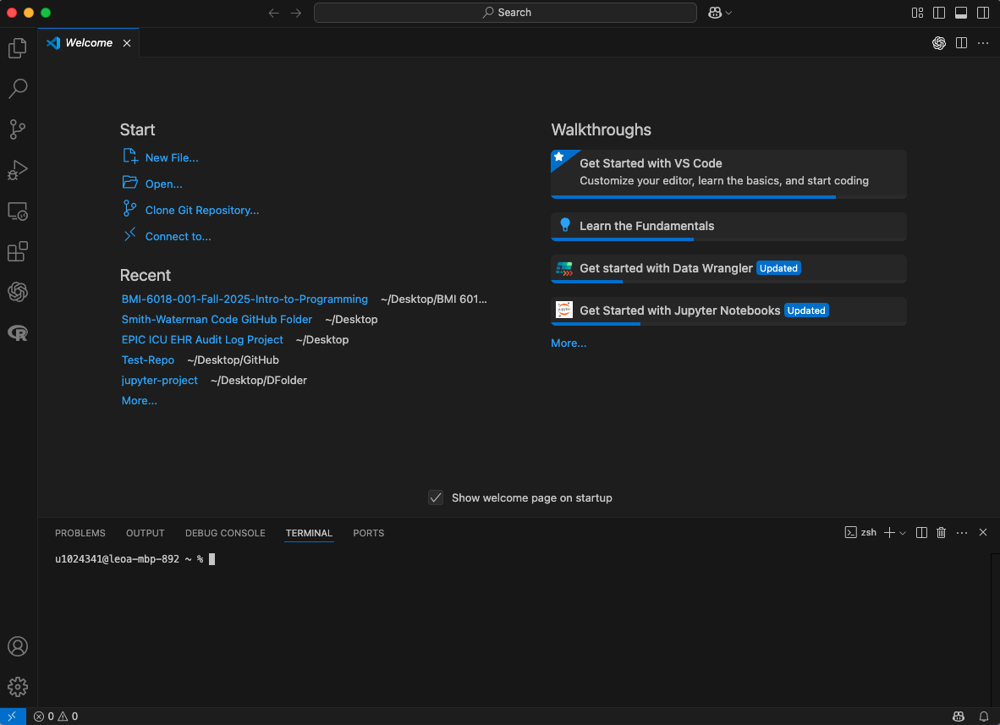 Search
Welcome
Start
New File...
Open...
Clone Git Repository...
Connect to...
Recent
BMI-6018-001-Fall-2025-Intro-to-Programming ~/Desktop/BMI 601...
Smith-Waterman Code GitHub Folder ~/Desktop
EPIC ICU EHR Audit Log Project ~/Desktop
Test-Repo ~/Desktop/GitHub
jupyter-project ~/Desktop/DFolder
More...
Walkthroughs
Get Started with VS Code
Customize your editor, learn the basics, and start coding
Learn the Fundamentals
Get started with Data Wrangler Updated
Get Started with Jupyter Notebooks Updated
More...
Show welcome page on startup
PROBLEMS OUTPUT DEBUG CONSOLE TERMINAL PORTS zsh
u1024341@leoa-mbp-892 ~ %
0 0